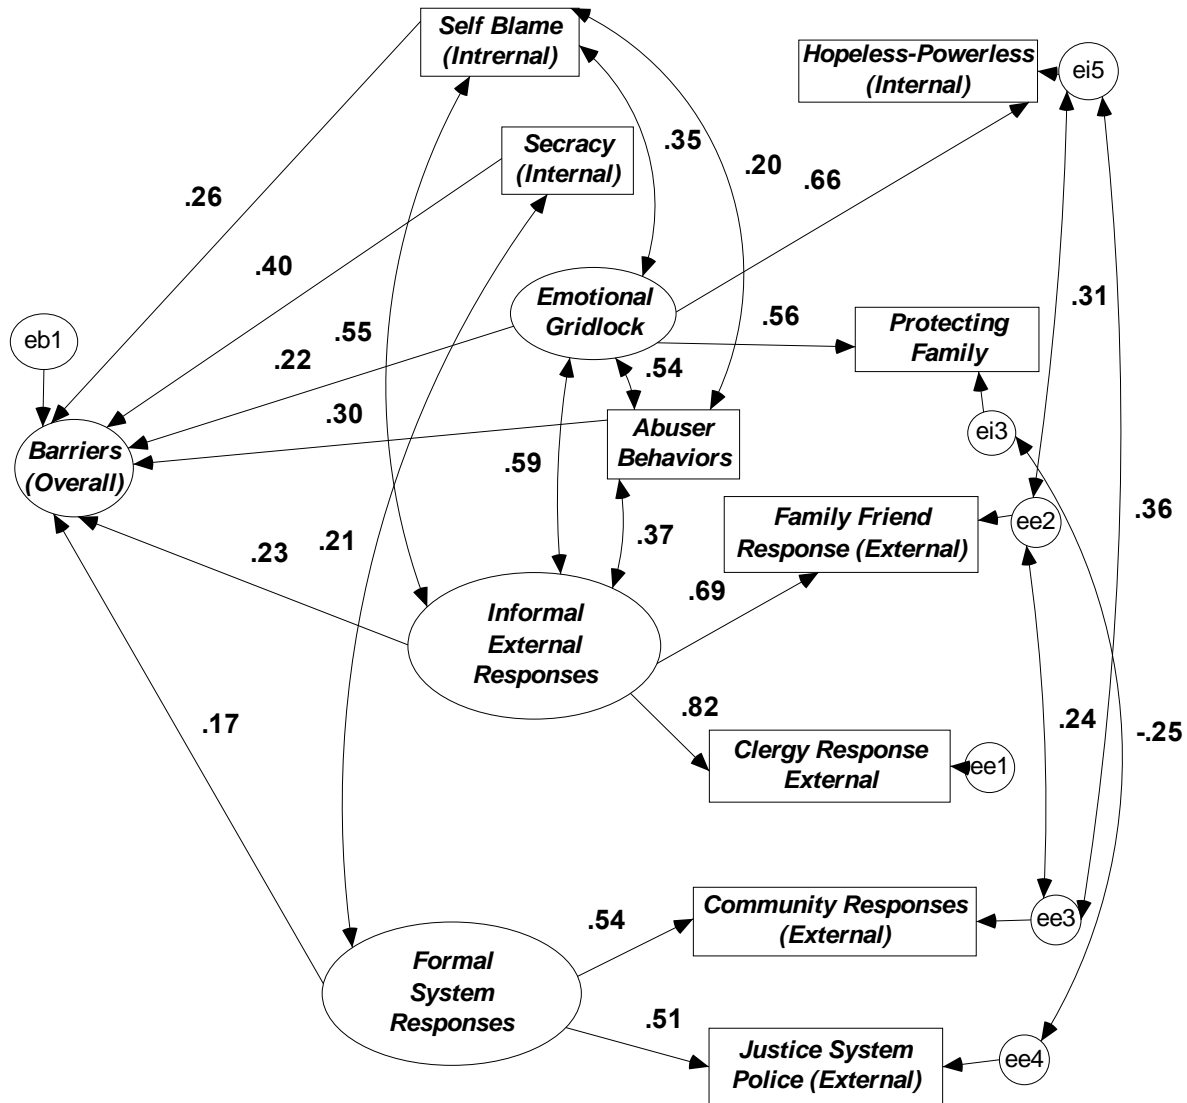 Self Blame
(Intrernal)
Hopeless-Powerless
(Internal)
ei5
Secracy
(Internal)
.35
.20
.66
.26
.40
Emotional
Gridlock
.31
.56
Protecting
Family
eb1
.55
.22
.54
.30
Abuser
Behaviors
ei3
Barriers
(Overall)
.59
Family Friend
Response (External)
ee2
.36
.23
.21
.37
.69
Informal
External
Responses
.17
.82
.24
-.25
Clergy Response
External
ee1
.54
Community Responses
(External)
ee3
Formal
System
Responses
.51
Justice System
Police (External)
ee4